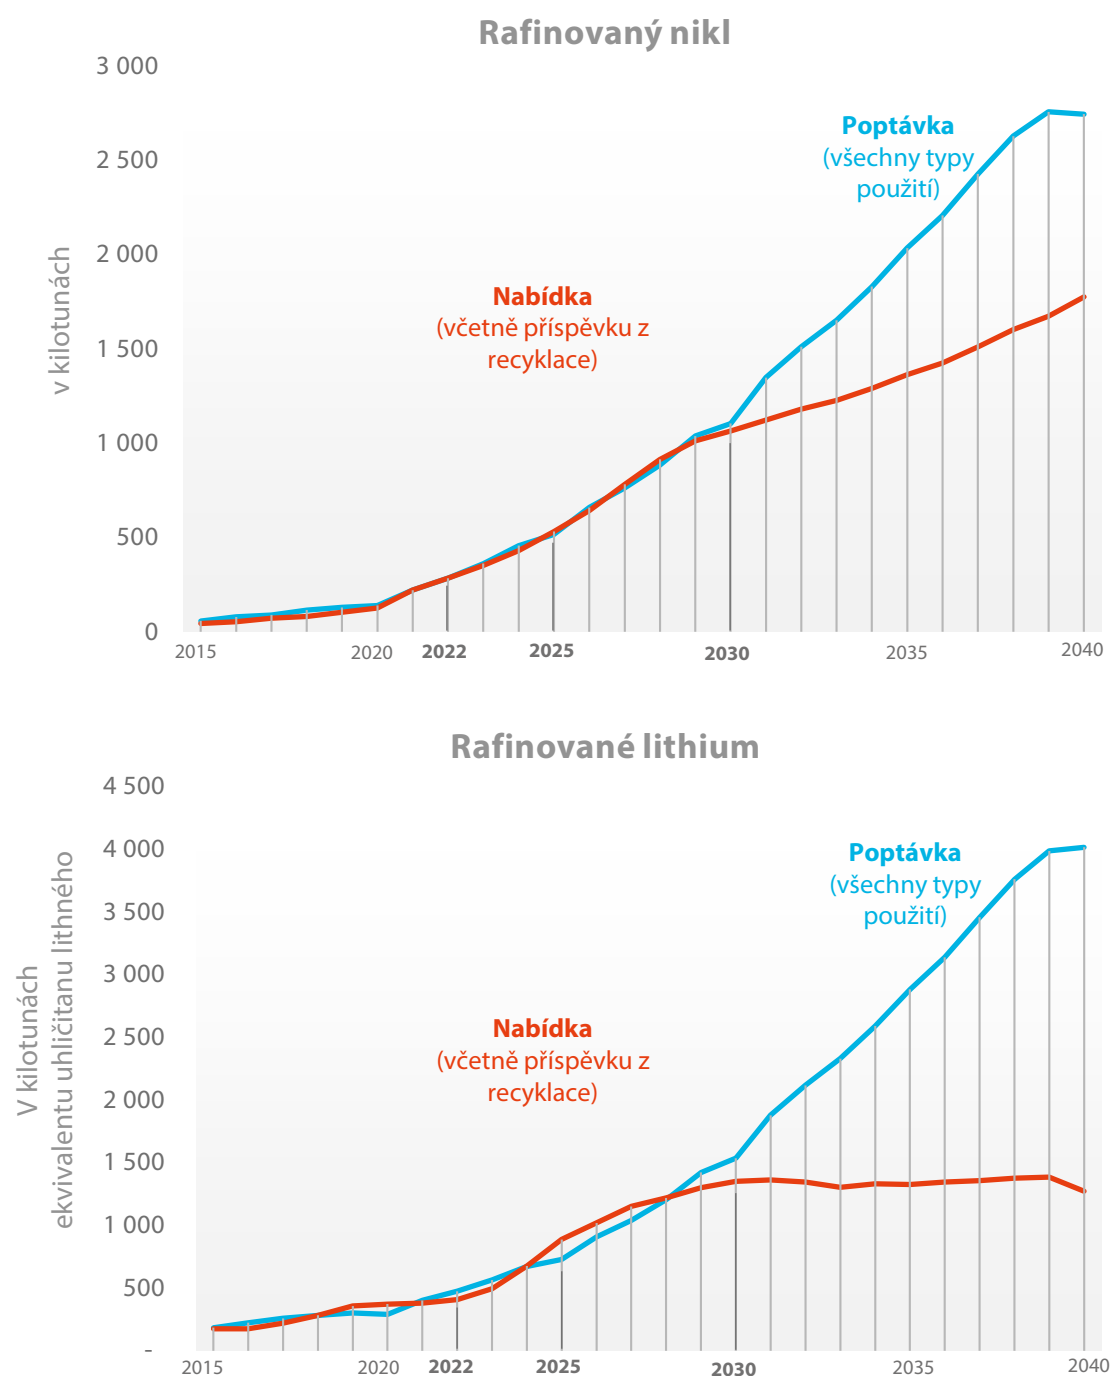 Rafinovaný nikl
3 000
2 500
2 000
1 500
1 000
500
0
v kilotunách
Poptávka
(všechny typy
použití)
Nabídka
(včetně příspěvku z
recyklace)
2015
2020
2022
2025
2030
2035
2040
Rafinované lithium
4 500
4 000
3 500
3 000
2 500
2 000
1 500
1 000
500
-
V kilotunách
ekvivalentu uhličitanu lithného
Poptávka
(všechny typy
použití)
Nabídka
(včetně příspěvku z
recyklace)
2015
2020
2022
2025
2030
2035
2040